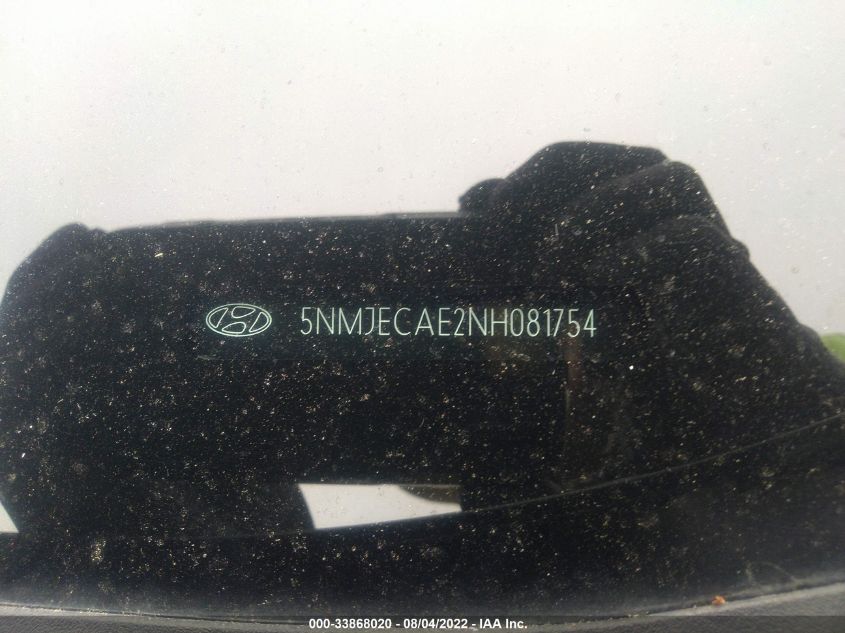 5NMJECAE2NH081754
000-33868020 - 08/04/2022 - IAA Inc.